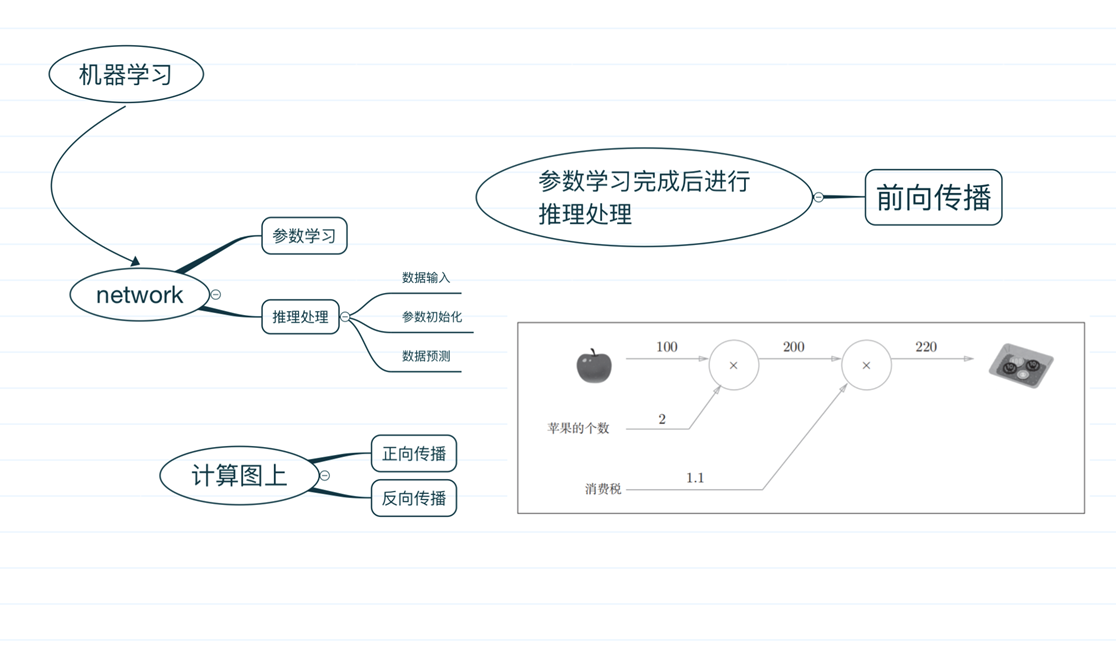 机器学习
network
参数学习
推理处理
数据输入
参数初始化
数据预测
参数学习完成后进行
推理处理
前向传播
计算图上
正向传播
反向传播
100
×
200
×
220
苹果的个数
2
消费税
1.1